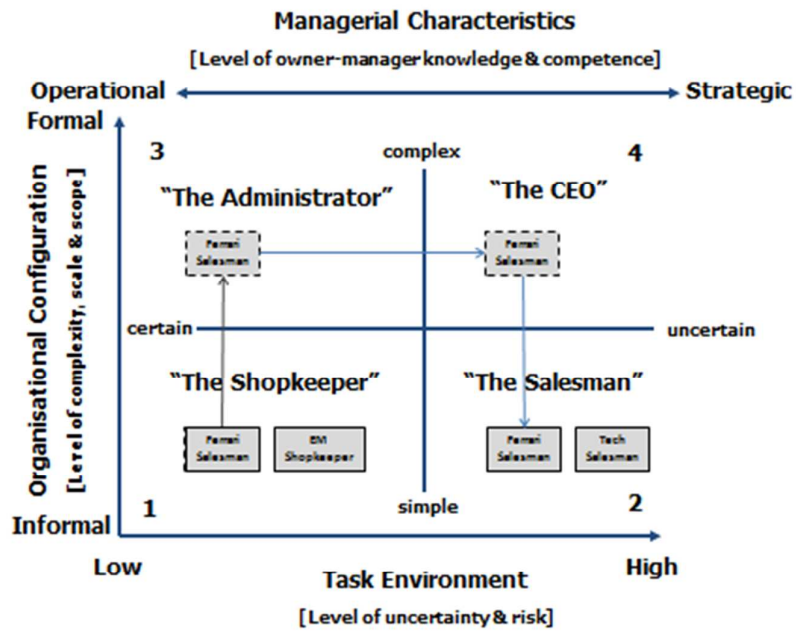 Managerial Characteristics
[Level of owner-manager knowledge & competence]
Operational
Strategic
Formal
3
complex
4
"The Administrator"
"The CEO"
Ferrari
Salesman
Ferrari
Salesman
Organisational Configuration
[Level of complexity, scale & scope]
certain
uncertain
"The Shopkeeper"
"The Salesman"
Ferrari
Salesman
EM
Shopkeeper
Ferrari
Salesman
Tech
Salesman
1
simple
2
Informal
Low
Task Environment
High
[Level of uncertainty & risk]